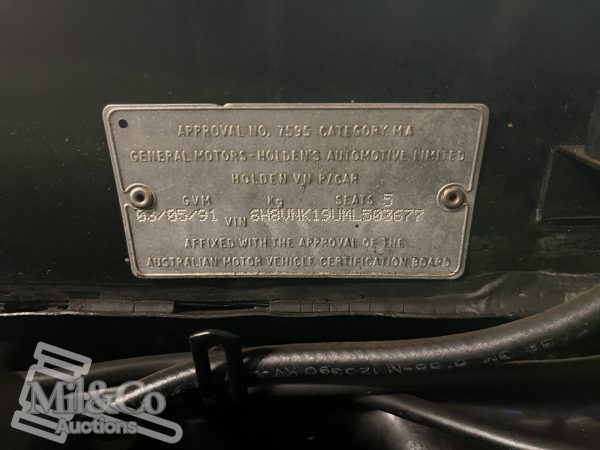 APPROVAL NO. 7595 CATEGORY MA
GENERAL MOTORS-HOLDEN'S AUTOMOTIVE LIMITED
HOLDEN VN P/CAR
GVM Kg SEATS 5
03/05/91 VIN 6H8VNK19UML503677
AFFIXED WITH THE APPROVAL OF THE
AUSTRALIAN MOTOR VEHICLE CERTIFICATION BOARD
120390
Mil&Co
Auctions